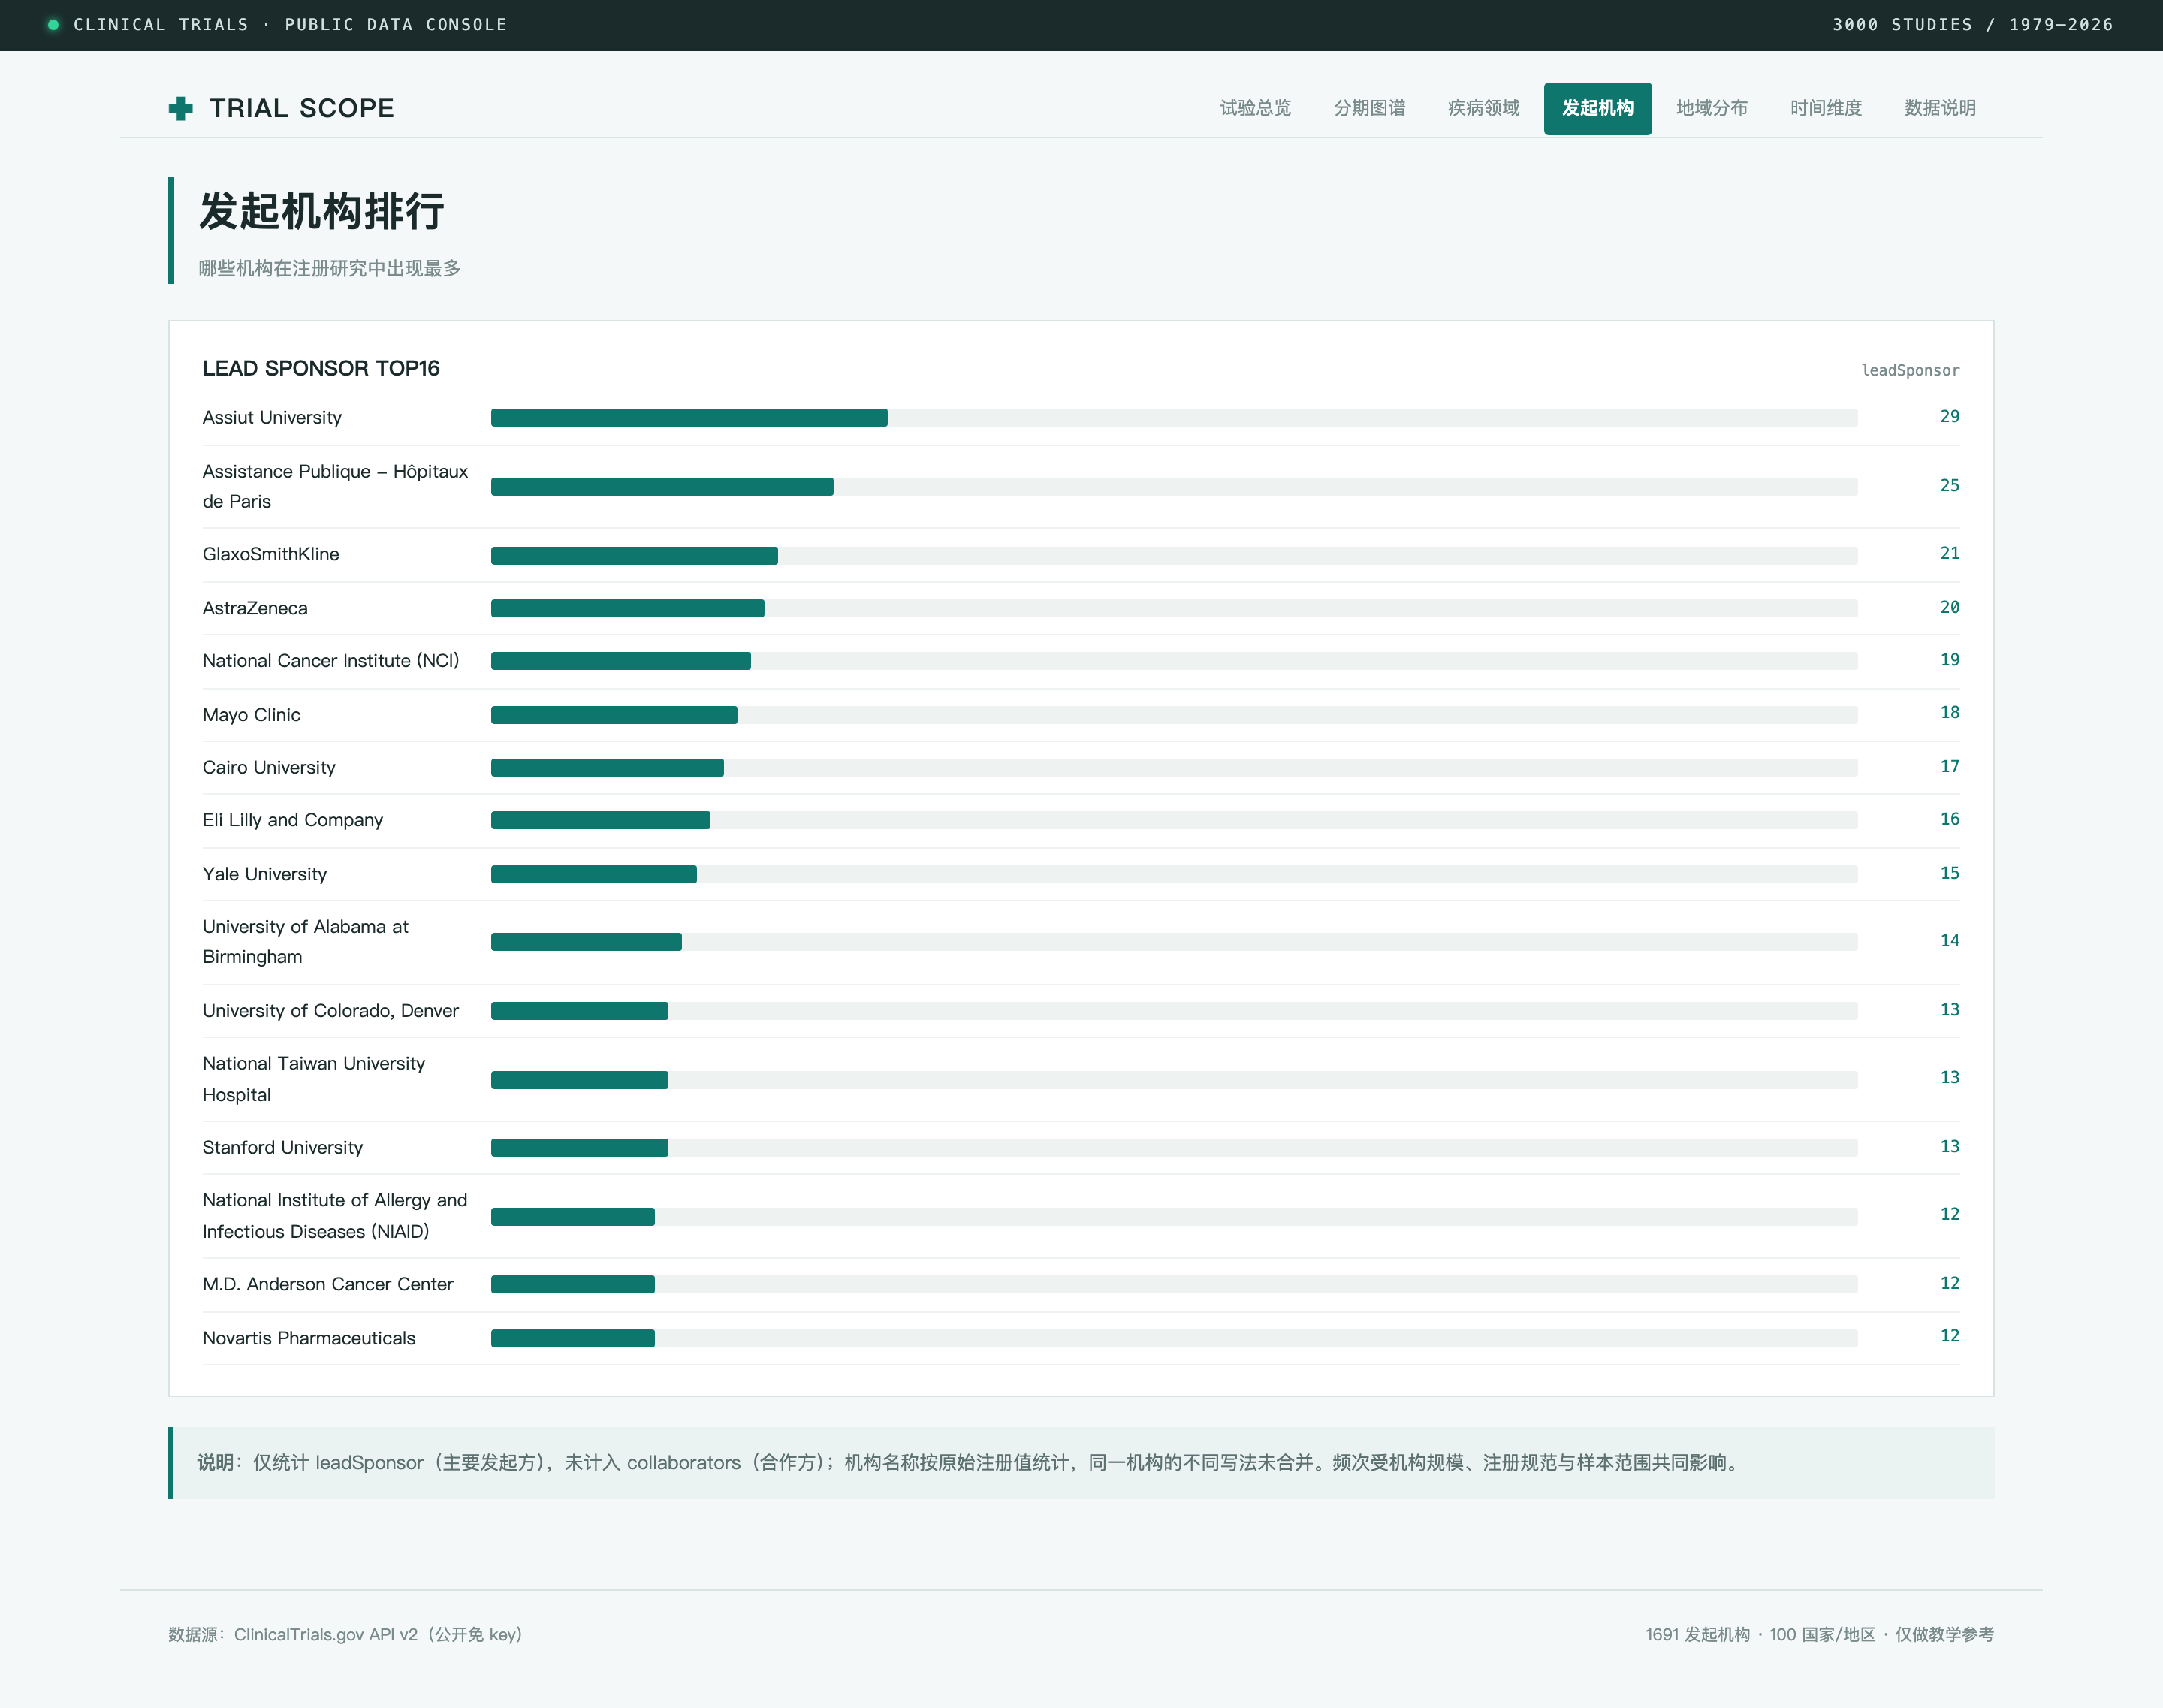 CLINICAL TRIALS · PUBLIC DATA CONSOLE
3000 STUDIES / 1979—2026
TRIAL SCOPE
试验总览
分期图谱
疾病领域
发起机构
地域分布
时间维度
数据说明
发起机构排行
哪些机构在注册研究中出现最多
LEAD SPONSOR TOP16
leadSponsor
Assiut University
29
Assistance Publique – Hôpitaux
de Paris
25
GlaxoSmithKline
21
AstraZeneca
20
National Cancer Institute (NCI)
19
Mayo Clinic
18
Cairo University
17
Eli Lilly and Company
16
Yale University
15
University of Alabama at
Birmingham
14
University of Colorado, Denver
13
National Taiwan University
Hospital
13
Stanford University
13
National Institute of Allergy and
Infectious Diseases (NIAID)
12
M.D. Anderson Cancer Center
12
Novartis Pharmaceuticals
12
说明：仅统计 leadSponsor（主要发起方），未计入 collaborators（合作方）；机构名称按原始注册值统计，同一机构的不同写法未合并。频次受机构规模、注册规范与样本范围共同影响。
数据源：ClinicalTrials.gov API v2（公开免 key）
1691 发起机构 · 100 国家/地区 · 仅做教学参考